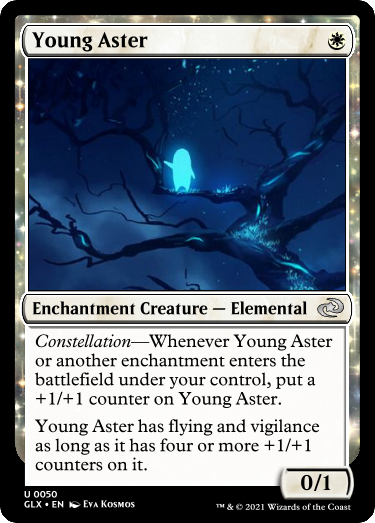 Young Aster
Enchantment Creature — Elemental
Constellation—Whenever Young Aster
or another enchantment enters the
battlefield under your control, put a
+1/+1 counter on Young Aster.
Young Aster has flying and vigilance
as long as it has four or more +1/+1
counters on it.
0/1
U 0050
GLX • EN Eva Kosmos
™ & © 2021 Wizards of the Coast